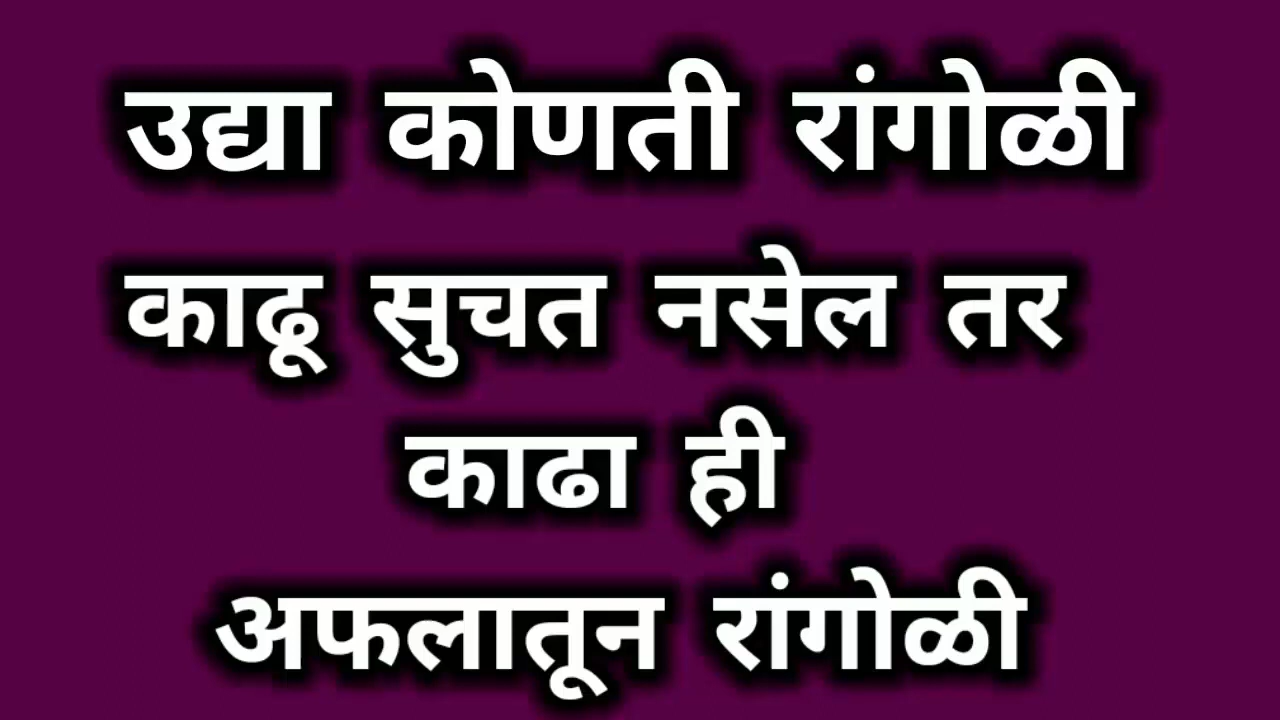 उद्या कोणती रांगोळी
काढू सुचत नसेल तर
काढा ही
अफलातून रांगोळी